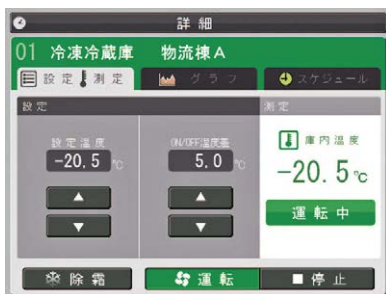 詳細
01 冷凍冷蔵庫 物流棟A
設定 測定
グラフ
スケジュール
設定
測定
設定温度
-20.5 ℃
ON/OFF温度差
5.0 ℃
庫内温度
-20.5℃
運転中
除霜
運転
停止